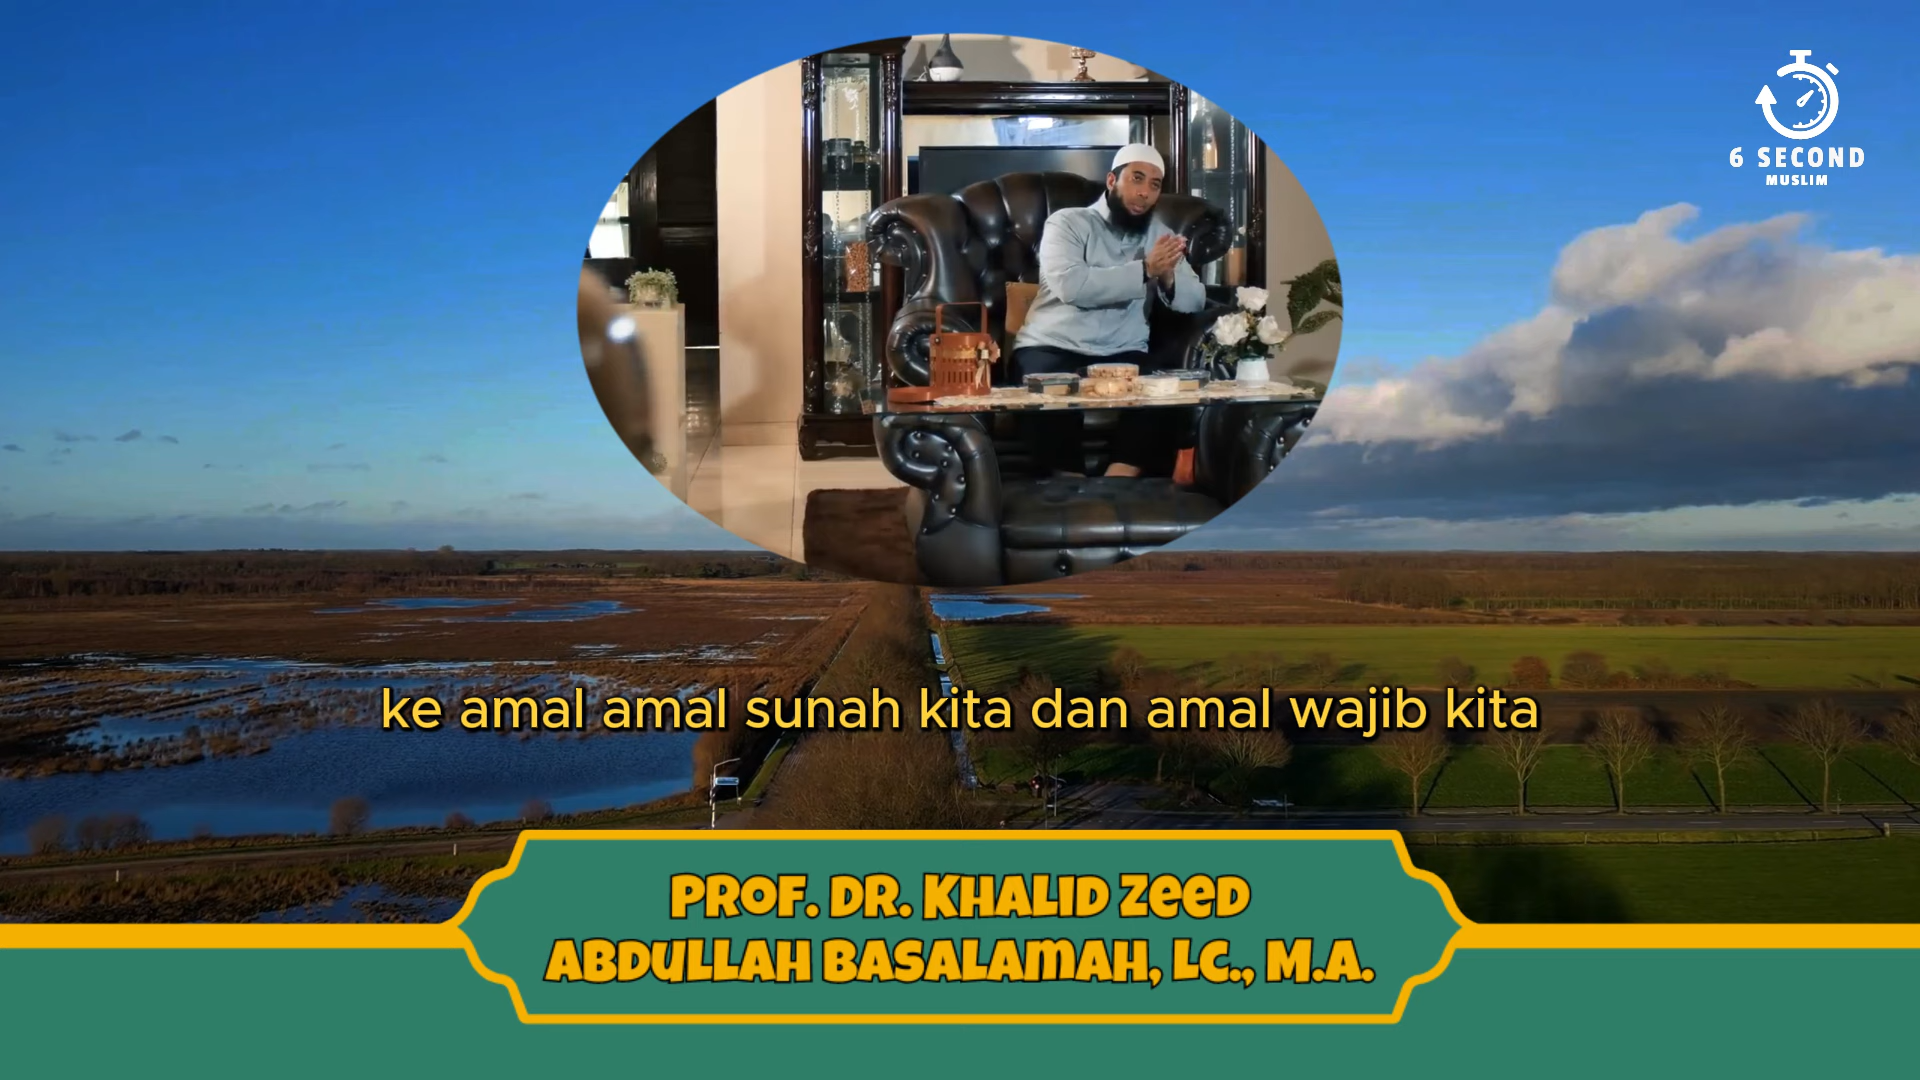 6 SECOND
MUSLIM
ke amal amal sunah kita dan amal wajib kita
PROF. DR. KHALID ZEED
ABDULLAH BASALAMAH, LC., M.A.